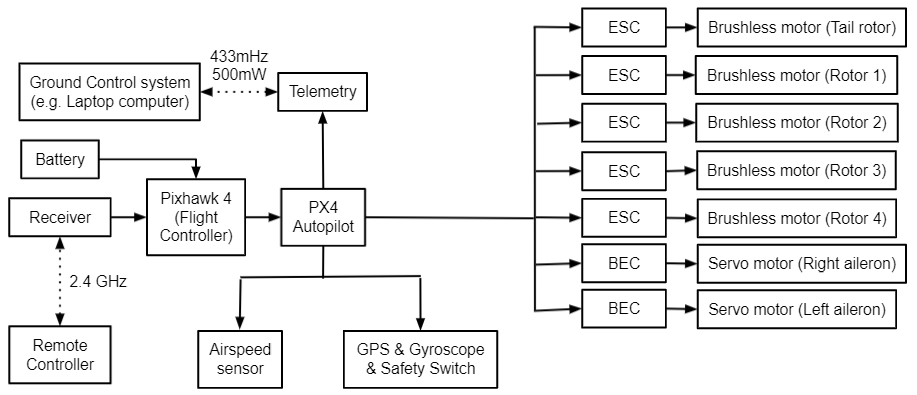 ESC
Brushless motor (Tail rotor)
433mHz
500mW
Ground Control system
(e.g. Laptop computer)
Telemetry
ESC
Brushless motor (Rotor 1)
ESC
Brushless motor (Rotor 2)
Battery
ESC
Brushless motor (Rotor 3)
Receiver
Pixhawk 4
(Flight
Controller)
PX4
Autopilot
ESC
Brushless motor (Rotor 4)
BEC
Servo motor (Right aileron)
2.4 GHz
BEC
Servo motor (Left aileron)
Remote
Controller
Airspeed
sensor
GPS & Gyroscope
& Safety Switch